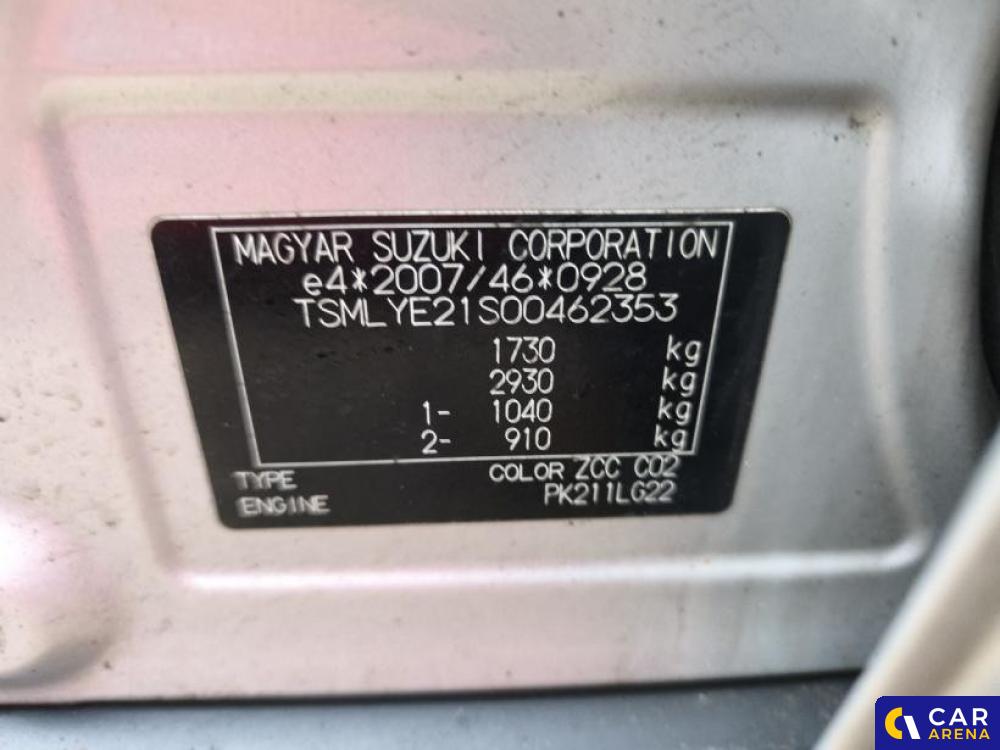 MAGYAR SUZUKI CORPORATION
e4*2007/46*0928
TSMLYE21S00462353
1730 kg
2930 kg
1- 1040 kg
2- 910 kg
TYPE COLOR ZCC C02
ENGINE PK211LG22
CAR
ARENA